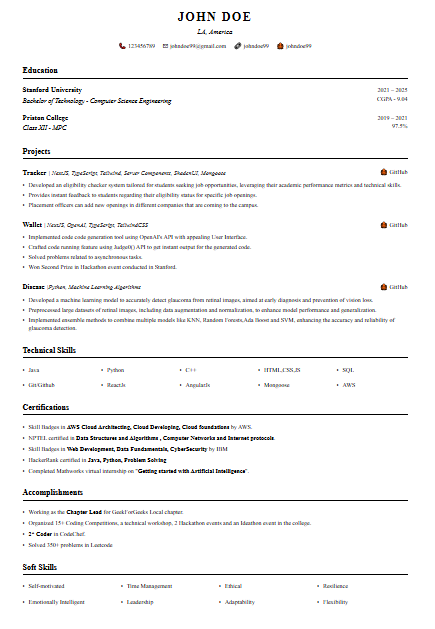 JOHN DOE
LA, America
123456789 johndoe99@gmail.com johndoe99 johndoe99
Education
Stanford University 2021 – 2025
Bachelor of Technology - Computer Science Engineering CGPA - 9.04
Priston College 2019 – 2021
Class XII - MPC 97.5%
Projects
Tracker | NextJS, TypeScript, Tailwind, Server Components, ShadcnUI, Mongoose GitHub
• Developed an eligibility checker system tailored for students seeking job opportunities, leveraging their academic performance metrics and technical skills.
• Provides instant feedback to students regarding their eligibility status for specific job openings.
• Placement officers can add new openings in different companies that are coming to the campus.
Wallet | NextJS, OpenAI, TypeScript, TailwindCSS GitHub
• Implemented code code generation tool using OpenAI's API with appealing User Interface.
• Crafted code running feature using Judge0() API to put instant output for the generated code.
• Solved problems related to asynchronous tasks.
• Won Second Prize in Hackathon event conducted in Stanford.
Disease |Python, Machine Learning Algorithms GitHub
• Developed a machine learning model to accurately detect glaucoma from retinal images, aimed at early diagnosis and prevention of vision loss.
• Preprocessed large datasets of retinal images, including data augmentation and normalization, to enhance model performance and generalization.
• Implemented ensemble methods to combine multiple models like KNN, Random Forests,Ada Boost and SVM, enhancing the accuracy and reliability of
glaucoma detection.
Technical Skills
• Java • Python • C++ • HTML,CSS,JS • SQL
• Git/Github • ReactJs • AngularJs • Mongoose • AWS
Certifications
• Skill Badges in AWS Cloud Architecting, Cloud Developing, Cloud foundations by AWS.
• NPTEL certified in Data Structures and Algorithms , Computer Networks and Internet protocols.
• Skill Badges in Web Development, Data Fundamentals, CyberSecurity by IBM
• HackerRank certified in Java, Python, Problem Solving
• Completed Mathworks virtual internship on "Getting started with Artificial Intelligence".
Accomplishments
• Working as the Chapter Lead for GeeksForGeeks Local chapter.
• Organized 15+ Coding Competitions, a technical workshop, 2 Hackathon events and an Ideathon event in the college.
• 2* Coder in CodeChef.
• Solved 350+ problems in Leetcode
Soft Skills
• Self-motivated • Time Management • Ethical • Resilience
• Emotionally Intelligent • Leadership • Adaptability • Flexibility